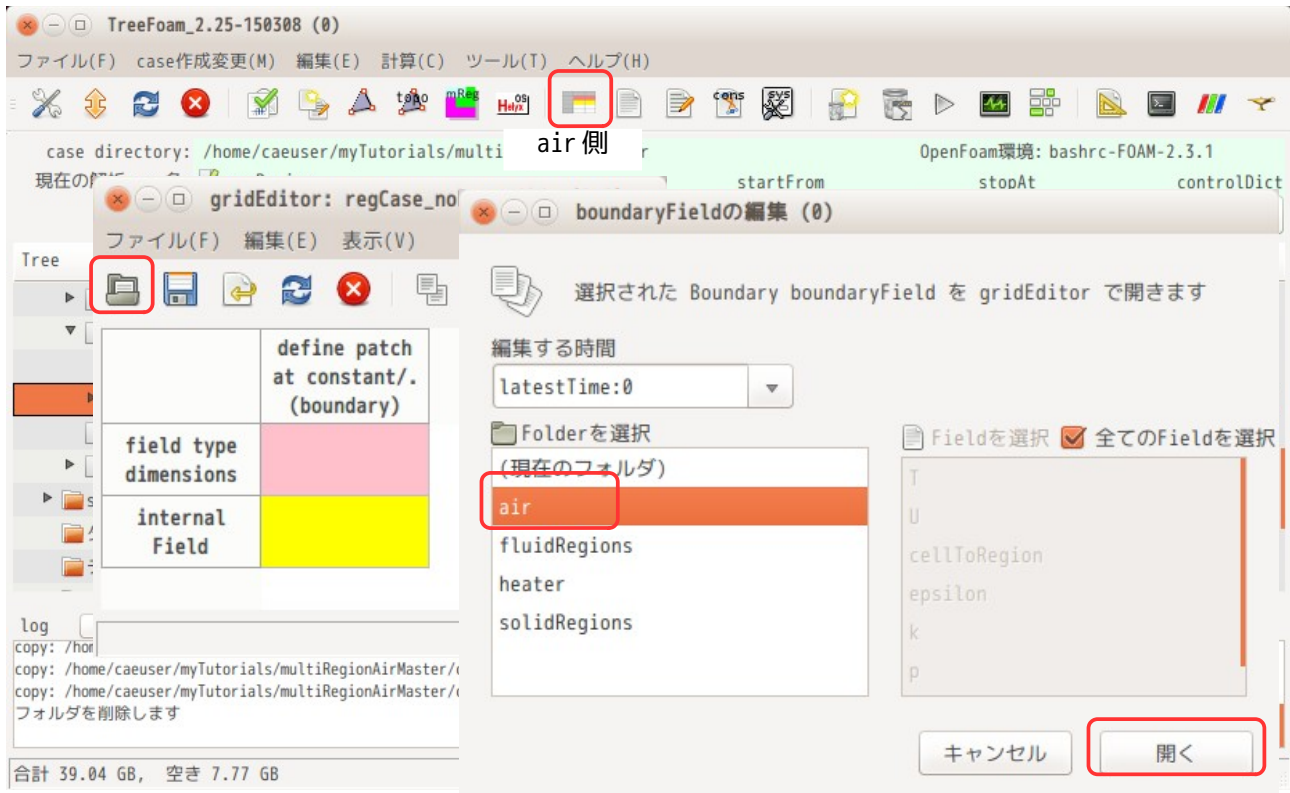 TreeFoam_2.25-150308 (0)
ファイル(F) case作成変更(M) 編集(E) 計算(C) ツール(T) ヘルプ(H)
topo mReg Helyx OS cons sys
air側
case directory: /home/caeuser/myTutorials/multi r OpenFoam環境: bashrc-FOAM-2.3.1
現在の解析 startFrom stopAt controlDict
gridEditor: regCase_no
ファイル(F) 編集(E) 表示(V)
define patch
at constant/.
(boundary)
field type
dimensions
internal
Field
boundaryFieldの編集 (0)
選択された Boundary boundaryField を gridEditor で開きます
編集する時間
latestTime:0
Folderを選択
(現在のフォルダ)
air
fluidRegions
heater
solidRegions
Fieldを選択 全てのFieldを選択
T
U
cellToRegion
epsilon
k
p
キャンセル 開く
Tree
log
copy: /hom
copy: /home/caeuser/myTutorials/multiRegionAirMaster/
copy: /home/caeuser/myTutorials/multiRegionAirMaster/
フォルダを削除します
合計 39.04 GB, 空き 7.77 GB